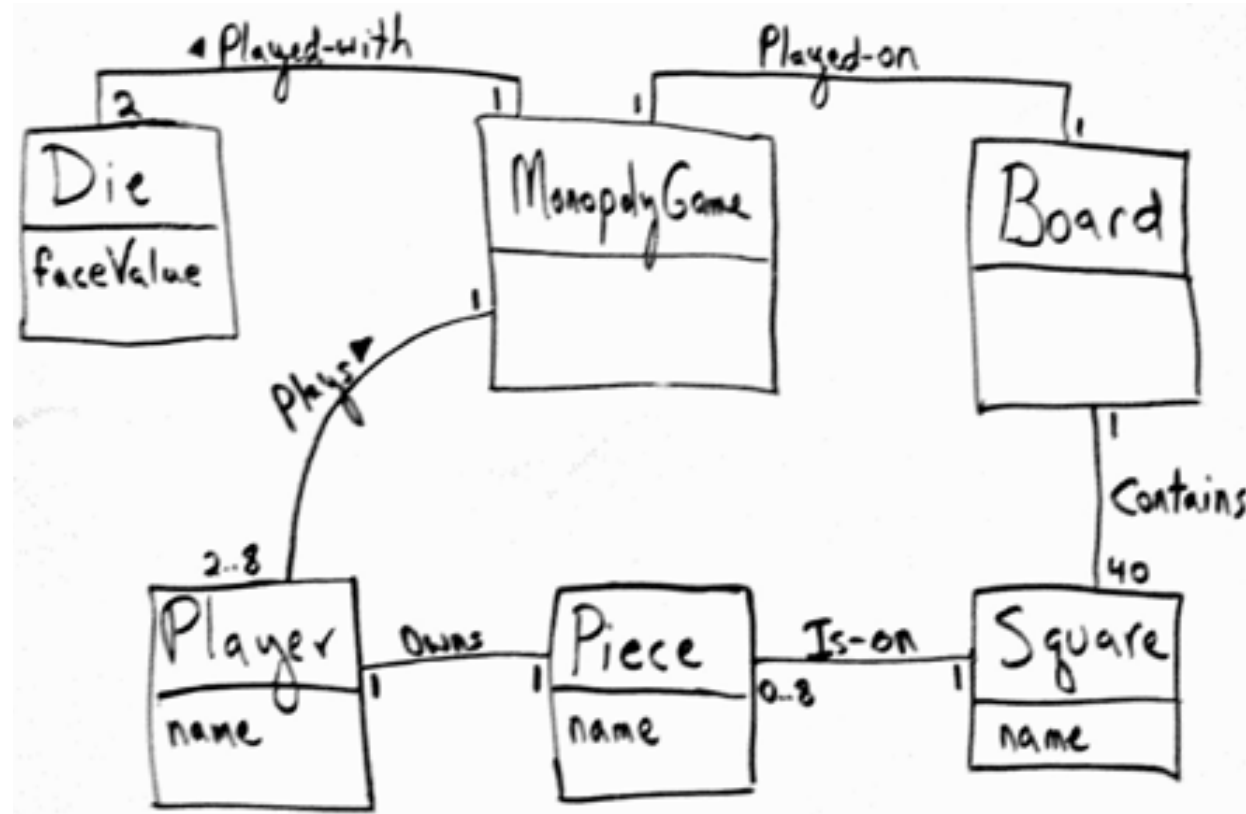 ◄ Played-with
Played-on
2
1
1
1
Die
faceValue
MonopolyGame
Board
1
Plays►
1
Contains
2..8
40
Player
name
Owns
1
1
Piece
name
Is-on
0..8
1
Square
name